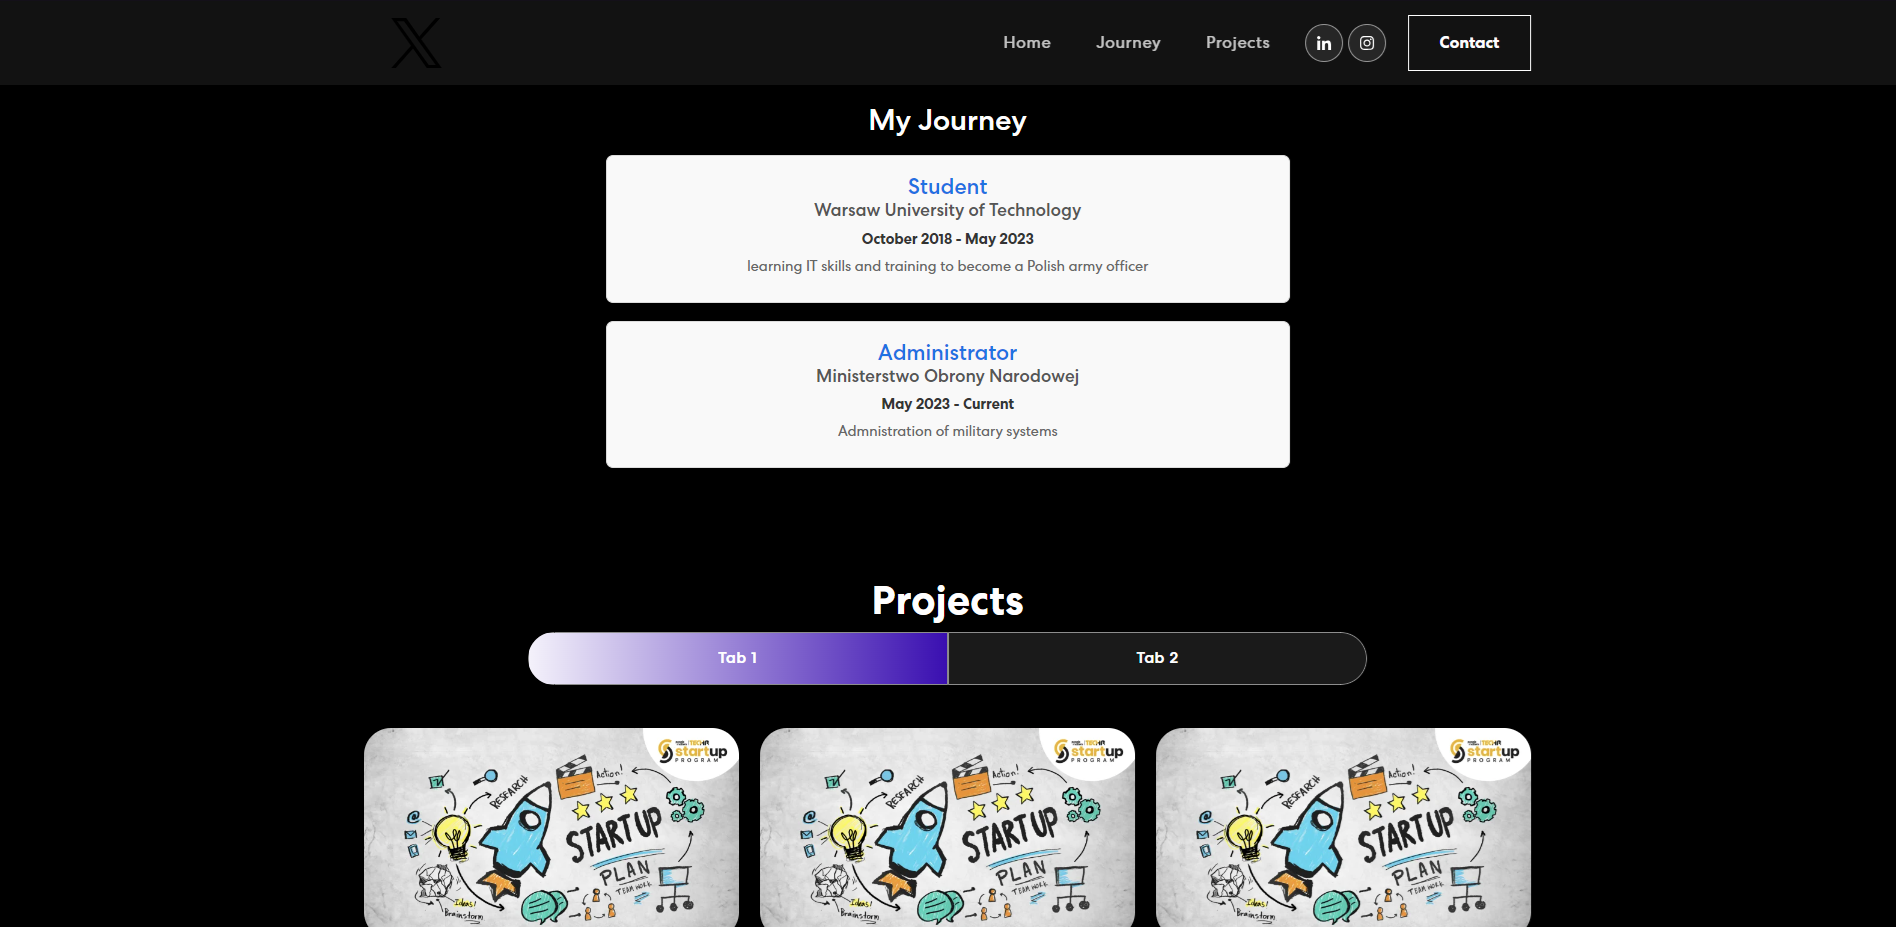 Home Journey Projects Contact
My Journey
Student
Warsaw University of Technology
October 2018 - May 2023
learning IT skills and training to become a Polish army officer
Administrator
Ministerstwo Obrony Narodowej
May 2023 - Current
Admnistration of military systems
Projects
Tab 1 Tab 2
startup
PROGRAM
Action!
RESEARCH
START UP
PLAN
TEAM WORK
Ideas!
Brainstorm
startup
PROGRAM
Action!
RESEARCH
START UP
PLAN
TEAM WORK
Ideas!
Brainstorm
startup
PROGRAM
Action!
RESEARCH
START UP
PLAN
TEAM WORK
Ideas!
Brainstorm